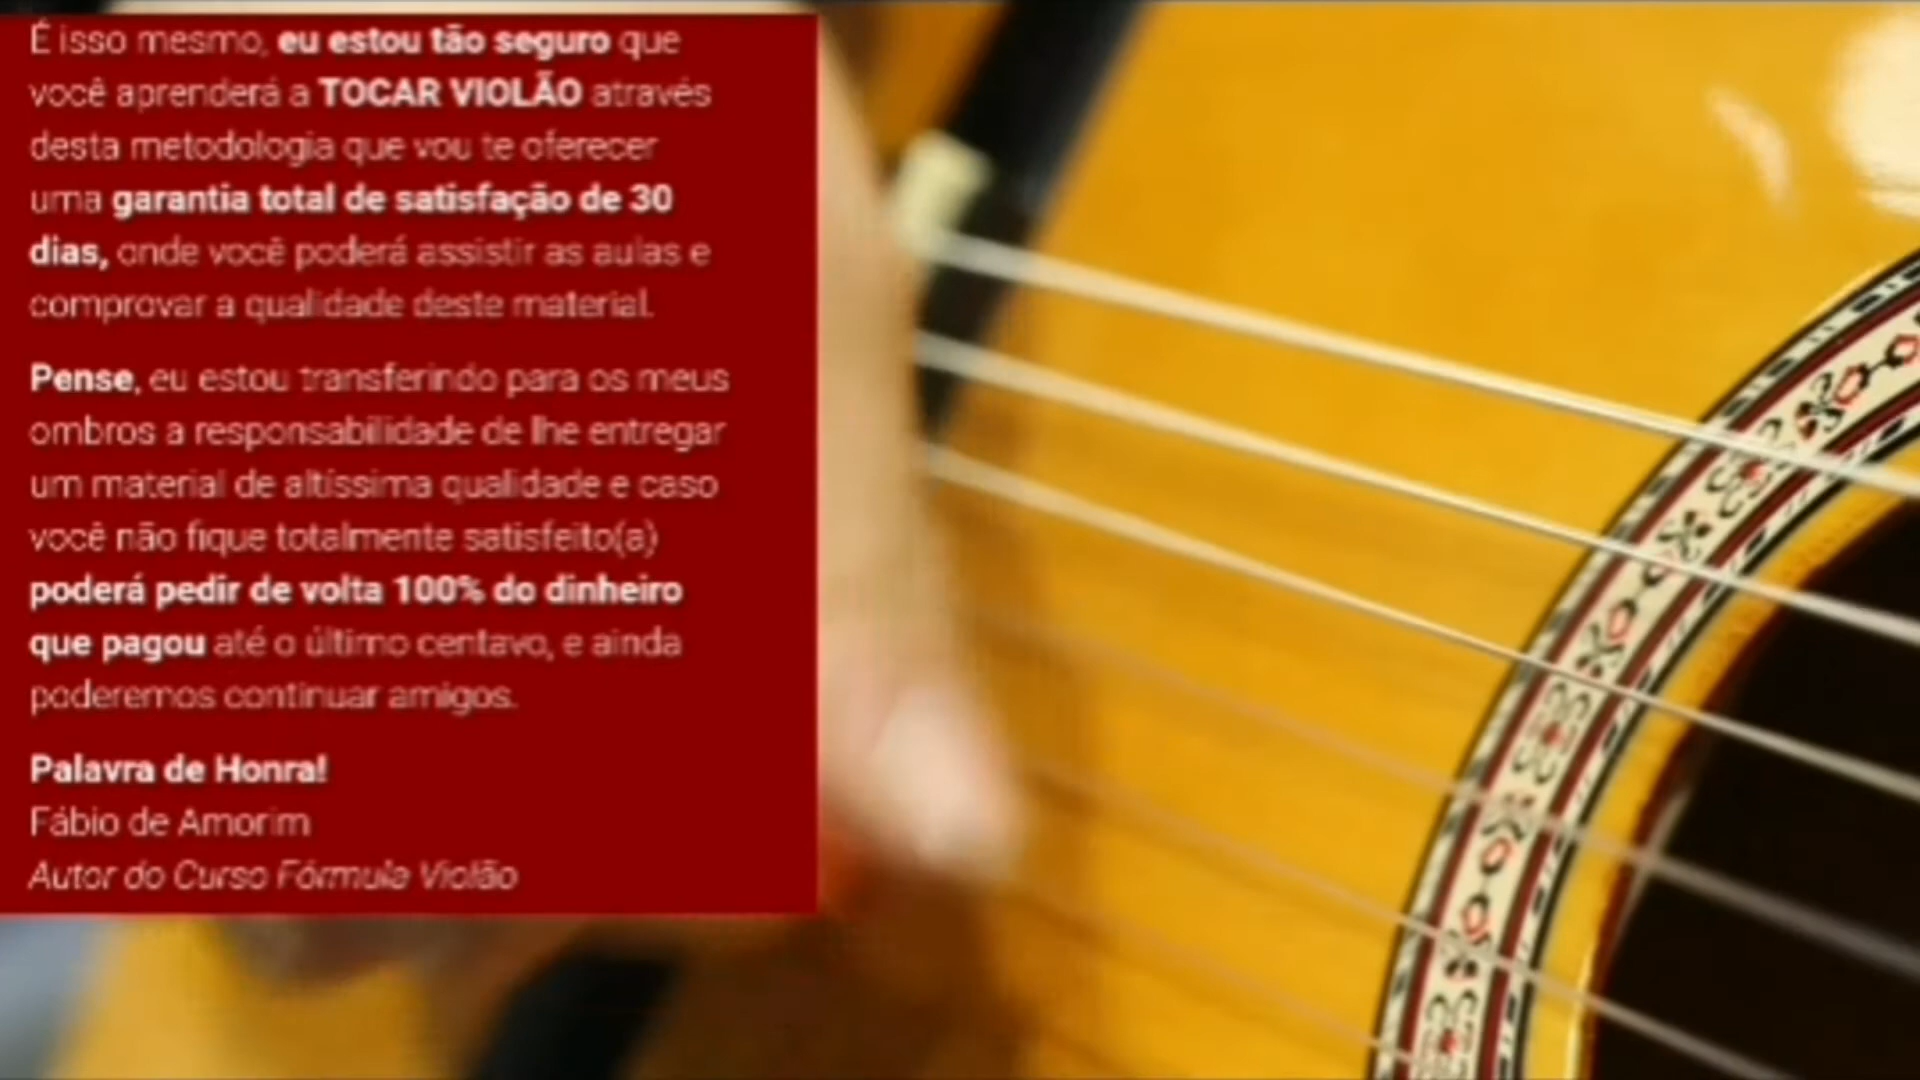 É isso mesmo, eu estou tão seguro que
você aprenderá a TOCAR VIOLÃO através
desta metodologia que vou te oferecer
uma garantia total de satisfação de 30
dias, onde você poderá assistir as aulas e
comprovar a qualidade deste material.
Pense, eu estou transferindo para os meus
ombros a responsabilidade de lhe entregar
um material de altíssima qualidade e caso
você não fique totalmente satisfeito(a)
poderá pedir de volta 100% do dinheiro
que pagou até o último centavo, e ainda
poderemos continuar amigos.
Palavra de Honra!
Fábio de Amorim
Autor do Curso Fórmula Violão